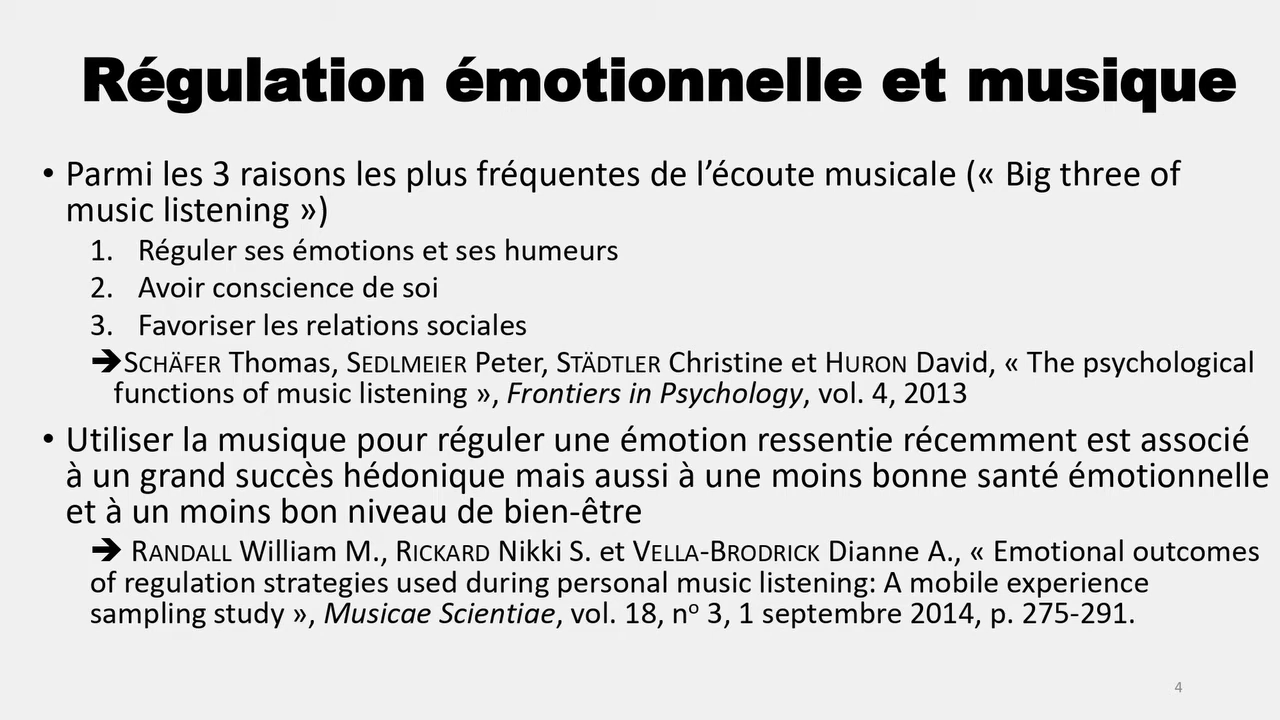 Régulation émotionnelle et musique
• Parmi les 3 raisons les plus fréquentes de l’écoute musicale (« Big three of
music listening »)
1. Réguler ses émotions et ses humeurs
2. Avoir conscience de soi
3. Favoriser les relations sociales
➔SCHÄFER Thomas, SEDLMEIER Peter, STÄDTLER Christine et HURON David, « The psychological
functions of music listening », Frontiers in Psychology, vol. 4, 2013
• Utiliser la musique pour réguler une émotion ressentie récemment est associé
à un grand succès hédonique mais aussi à une moins bonne santé émotionnelle
et à un moins bon niveau de bien-être
➔ RANDALL William M., RICKARD Nikki S. et VELLA-BRODRICK Dianne A., « Emotional outcomes
of regulation strategies used during personal music listening: A mobile experience
sampling study », Musicae Scientiae, vol. 18, nº 3, 1 septembre 2014, p. 275-291.
4